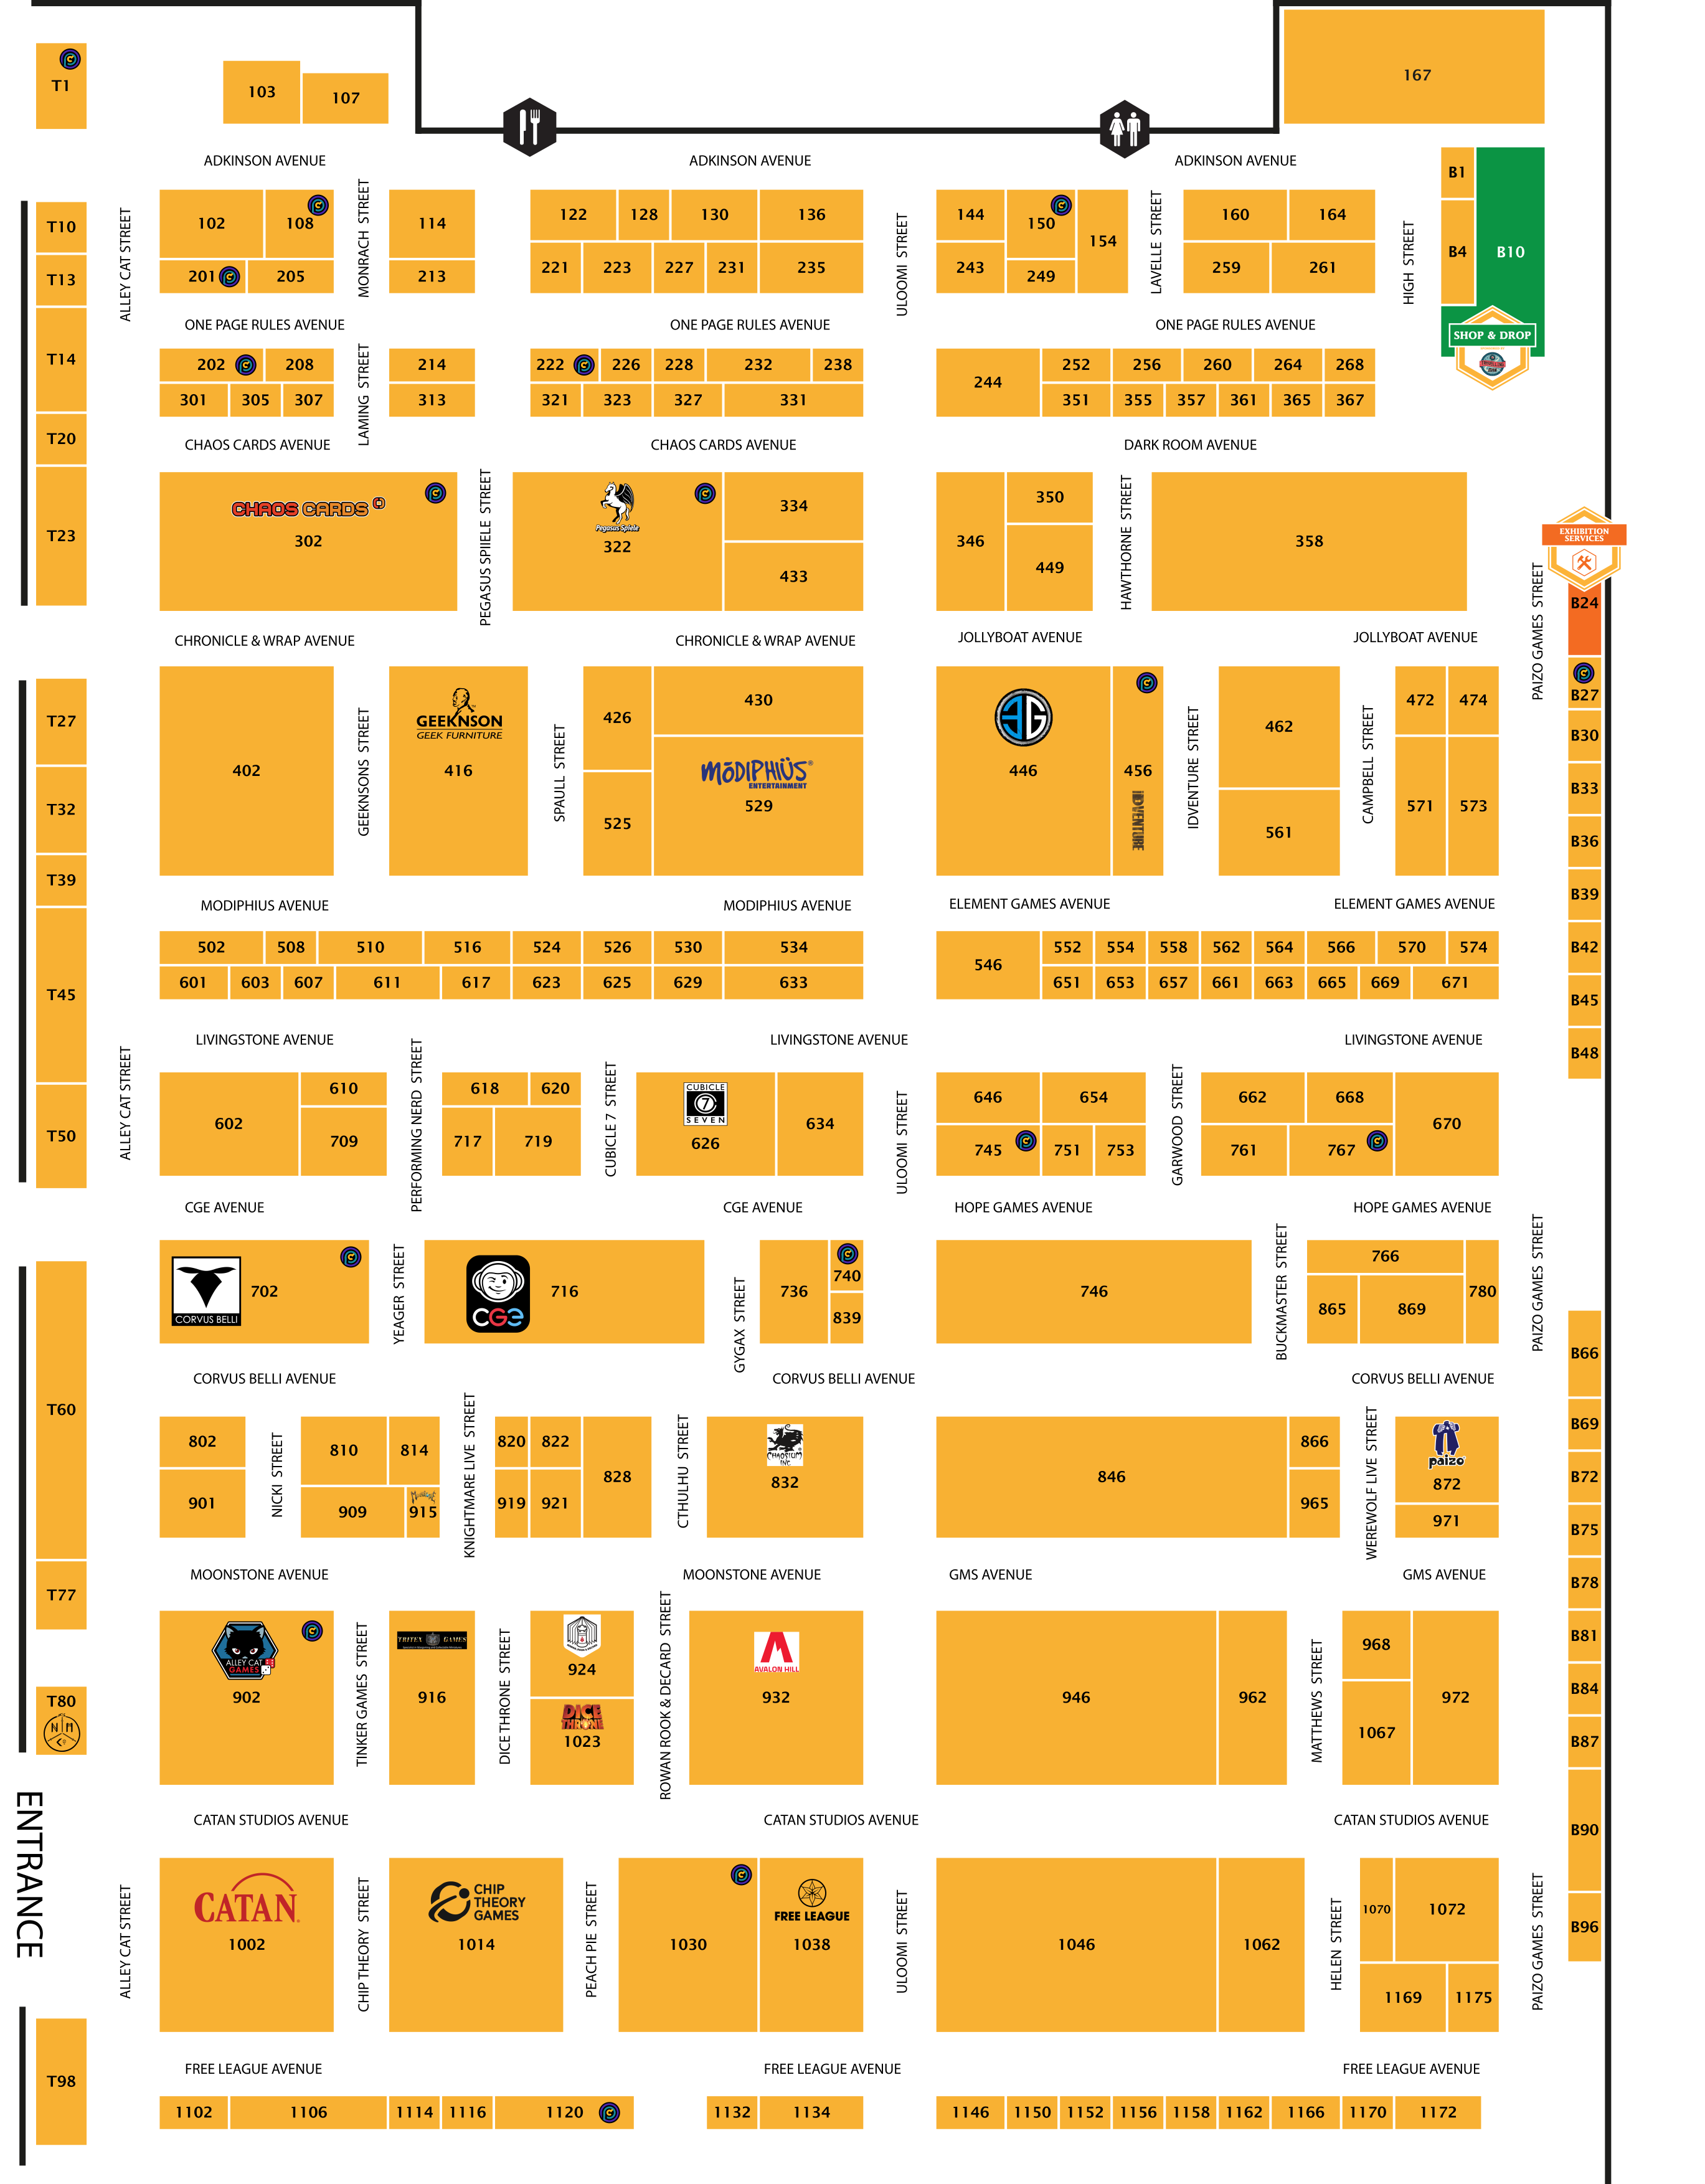 T1
103
107
167
ADKINSON AVENUE
ADKINSON AVENUE
ADKINSON AVENUE
B1
T10
ALLEY CAT STREET
102
108
MONRACH STREET
114
122
128
130
136
ULOOMI STREET
144
150
154
LAVELLE STREET
160
164
HIGH STREET
B4
B10
T13
201
205
213
221
223
227
231
235
243
249
259
261
ONE PAGE RULES AVENUE
ONE PAGE RULES AVENUE
ONE PAGE RULES AVENUE
SHOP & DROP
T14
202
208
LAMING STREET
214
222
226
228
232
238
244
252
256
260
264
268
301
305
307
313
321
323
327
331
351
355
357
361
365
367
T20
CHAOS CARDS AVENUE
CHAOS CARDS AVENUE
DARK ROOM AVENUE
T23
CHAOS CARDS
302
PEGASUS SPIIELE STREET
Pegasus Spiele
322
334
433
346
350
449
HAWTHORNE STREET
358
EXHIBITION
SERVICES
PAIZO GAMES STREET
B24
CHRONICLE & WRAP AVENUE
CHRONICLE & WRAP AVENUE
JOLLYBOAT AVENUE
JOLLYBOAT AVENUE
T27
402
GEEKNSONS STREET
GEEKNSON
GEEK FURNITURE
416
SPAULL STREET
426
430
525
MODIPHIÜS
ENTERTAINMENT
529
3G
446
456
IDVENTURE
IDVENTURE STREET
462
561
CAMPBELL STREET
472
474
571
573
B27
B30
B33
B36
T32
T39
B39
MODIPHIUS AVENUE
MODIPHIUS AVENUE
ELEMENT GAMES AVENUE
ELEMENT GAMES AVENUE
T45
502
508
510
516
524
526
530
534
546
552
554
558
562
564
566
570
574
B42
601
603
607
611
617
623
625
629
633
651
653
657
661
663
665
669
671
B45
LIVINGSTONE AVENUE
LIVINGSTONE AVENUE
LIVINGSTONE AVENUE
B48
T50
ALLEY CAT STREET
602
610
709
PERFORMING NERD STREET
618
620
717
719
CUBICLE 7 STREET
CUBICLE
7
SEVEN
626
634
ULOOMI STREET
646
654
745
751
753
GARWOOD STREET
662
668
761
767
670
CGE AVENUE
CGE AVENUE
HOPE GAMES AVENUE
HOPE GAMES AVENUE
CORVUS BELLI
702
YEAGER STREET
CGE
716
GYGAX STREET
736
740
839
746
BUCKMASTER STREET
766
865
869
780
PAIZO GAMES STREET
B66
CORVUS BELLI AVENUE
CORVUS BELLI AVENUE
CORVUS BELLI AVENUE
T60
802
901
NICKI STREET
810
814
909
915
KNIGHTMARE LIVE STREET
820
822
919
921
828
CTHULHU STREET
CHAOSIUM
INC.
832
846
866
965
WEREWOLF LIVE STREET
paizo
872
971
B69
B72
B75
MOONSTONE AVENUE
MOONSTONE AVENUE
GMS AVENUE
GMS AVENUE
T77
B78
ALLEY CAT
GAMES
902
TINKER GAMES STREET
TRITEX GAMES
916
DICE THRONE STREET
924
DICE
THRONE
1023
ROWAN ROOK & DECARD STREET
AVALON HILL
932
946
962
MATTHEWS STREET
968
1067
972
B81
B84
B87
T80
N M
Co
ENTRANCE
CATAN STUDIOS AVENUE
CATAN STUDIOS AVENUE
CATAN STUDIOS AVENUE
B90
ALLEY CAT STREET
CATAN
1002
CHIP THEORY STREET
CHIP
THEORY
GAMES
1014
PEACH PIE STREET
1030
FREE LEAGUE
1038
ULOOMI STREET
1046
1062
HELEN STREET
1070
1072
1169
1175
PAIZO GAMES STREET
B96
FREE LEAGUE AVENUE
FREE LEAGUE AVENUE
FREE LEAGUE AVENUE
T98
1102
1106
1114
1116
1120
1132
1134
1146
1150
1152
1156
1158
1162
1166
1170
1172